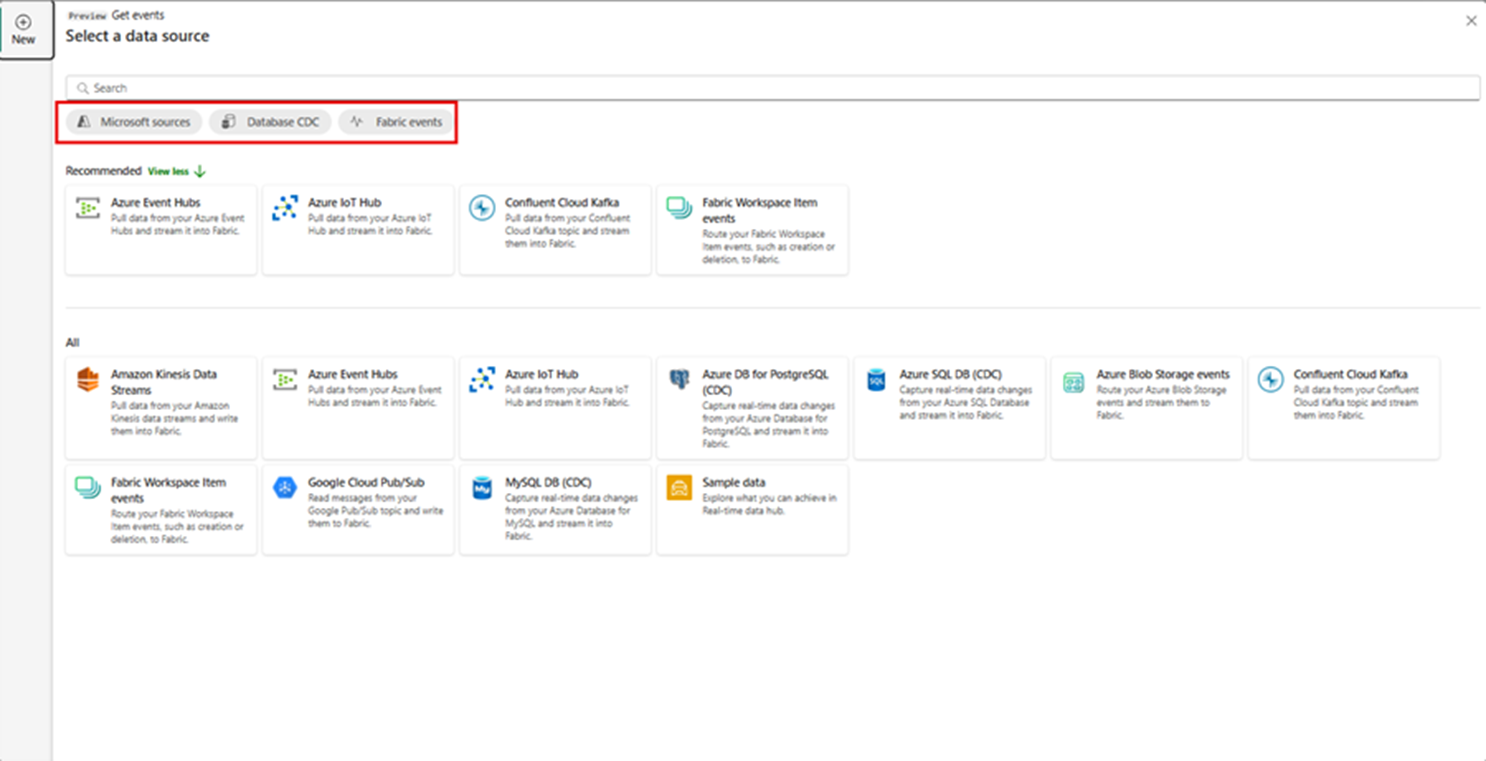 New
Preview Get events
Select a data source
Search
Microsoft sources
Database CDC
Fabric events
Recommended View less
Azure Event Hubs
Pull data from your Azure Event
Hubs and stream it into Fabric.
Azure IoT Hub
Pull data from your Azure IoT
Hub and stream it into Fabric.
Confluent Cloud Kafka
Pull data from your Confluent
Cloud Kafka topic and stream
them into Fabric.
Fabric Workspace Item
events
Route your Fabric Workspace
Item events, such as creation or
deletion, to Fabric.
All
Amazon Kinesis Data
Streams
Pull data from your Amazon
Kinesis data streams and write
them into Fabric.
Azure Event Hubs
Pull data from your Azure Event
Hubs and stream it into Fabric.
Azure IoT Hub
Pull data from your Azure IoT
Hub and stream it into Fabric.
Azure DB for PostgreSQL
(CDC)
Capture real-time data changes
from your Azure Database for
PostgreSQL and stream it into
Fabric.
SQL
Azure SQL DB (CDC)
Capture real-time data changes
from your Azure SQL Database
and stream it into Fabric.
Azure Blob Storage events
Route your Azure Blob Storage
events and stream them to
Fabric.
Confluent Cloud Kafka
Pull data from your Confluent
Cloud Kafka topic and stream
them into Fabric.
Fabric Workspace Item
events
Route your Fabric Workspace
Item events, such as creation or
deletion, to Fabric.
Google Cloud Pub/Sub
Read messages from your
Google Pub/Sub topic and write
them to Fabric.
My
MySQL DB (CDC)
Capture real-time data changes
from your Azure Database for
MySQL and stream it into
Fabric.
Sample data
Explore what you can achieve in
Real-time data hub.